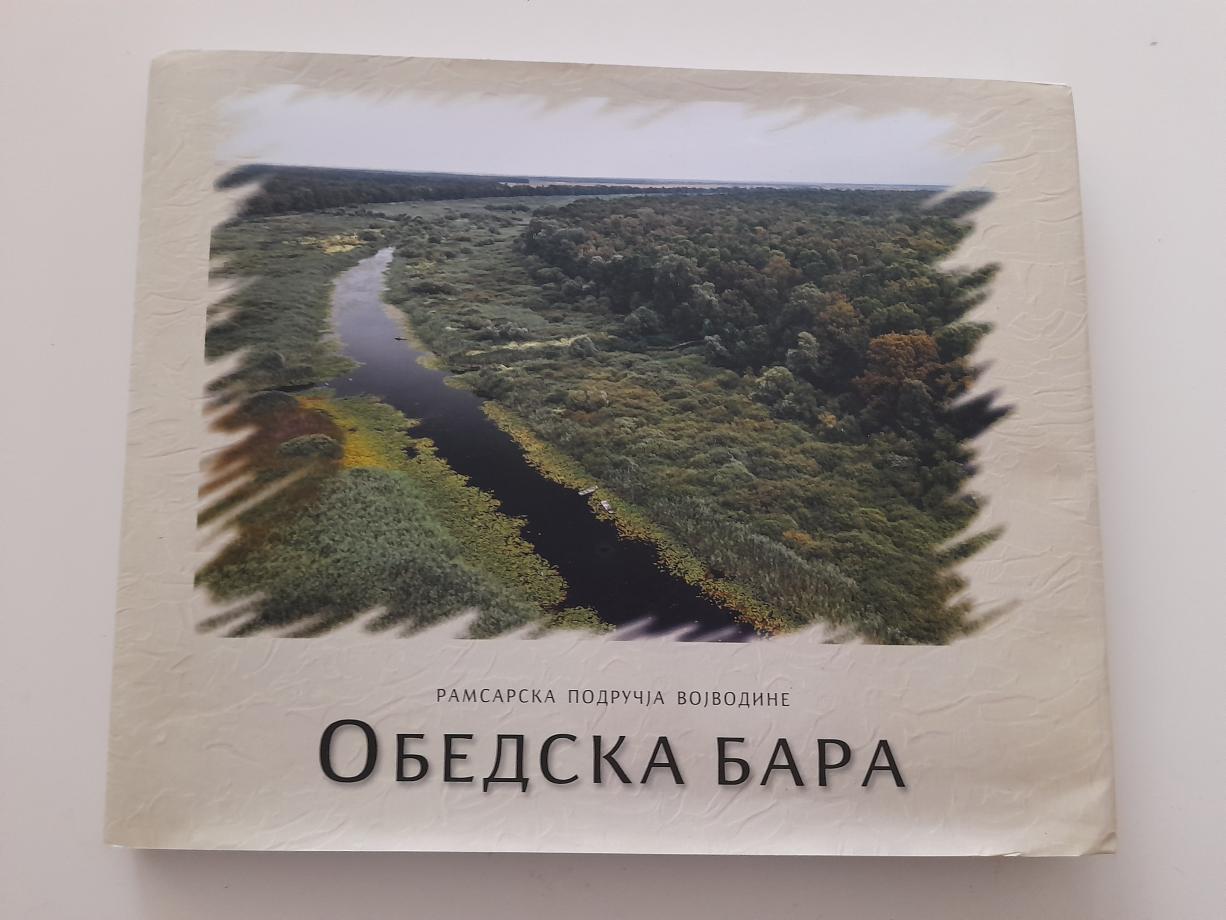 РАМСАРСКА ПОДРУЧЈА ВОЈВОДИНЕ
ОБЕДСКА БАРА